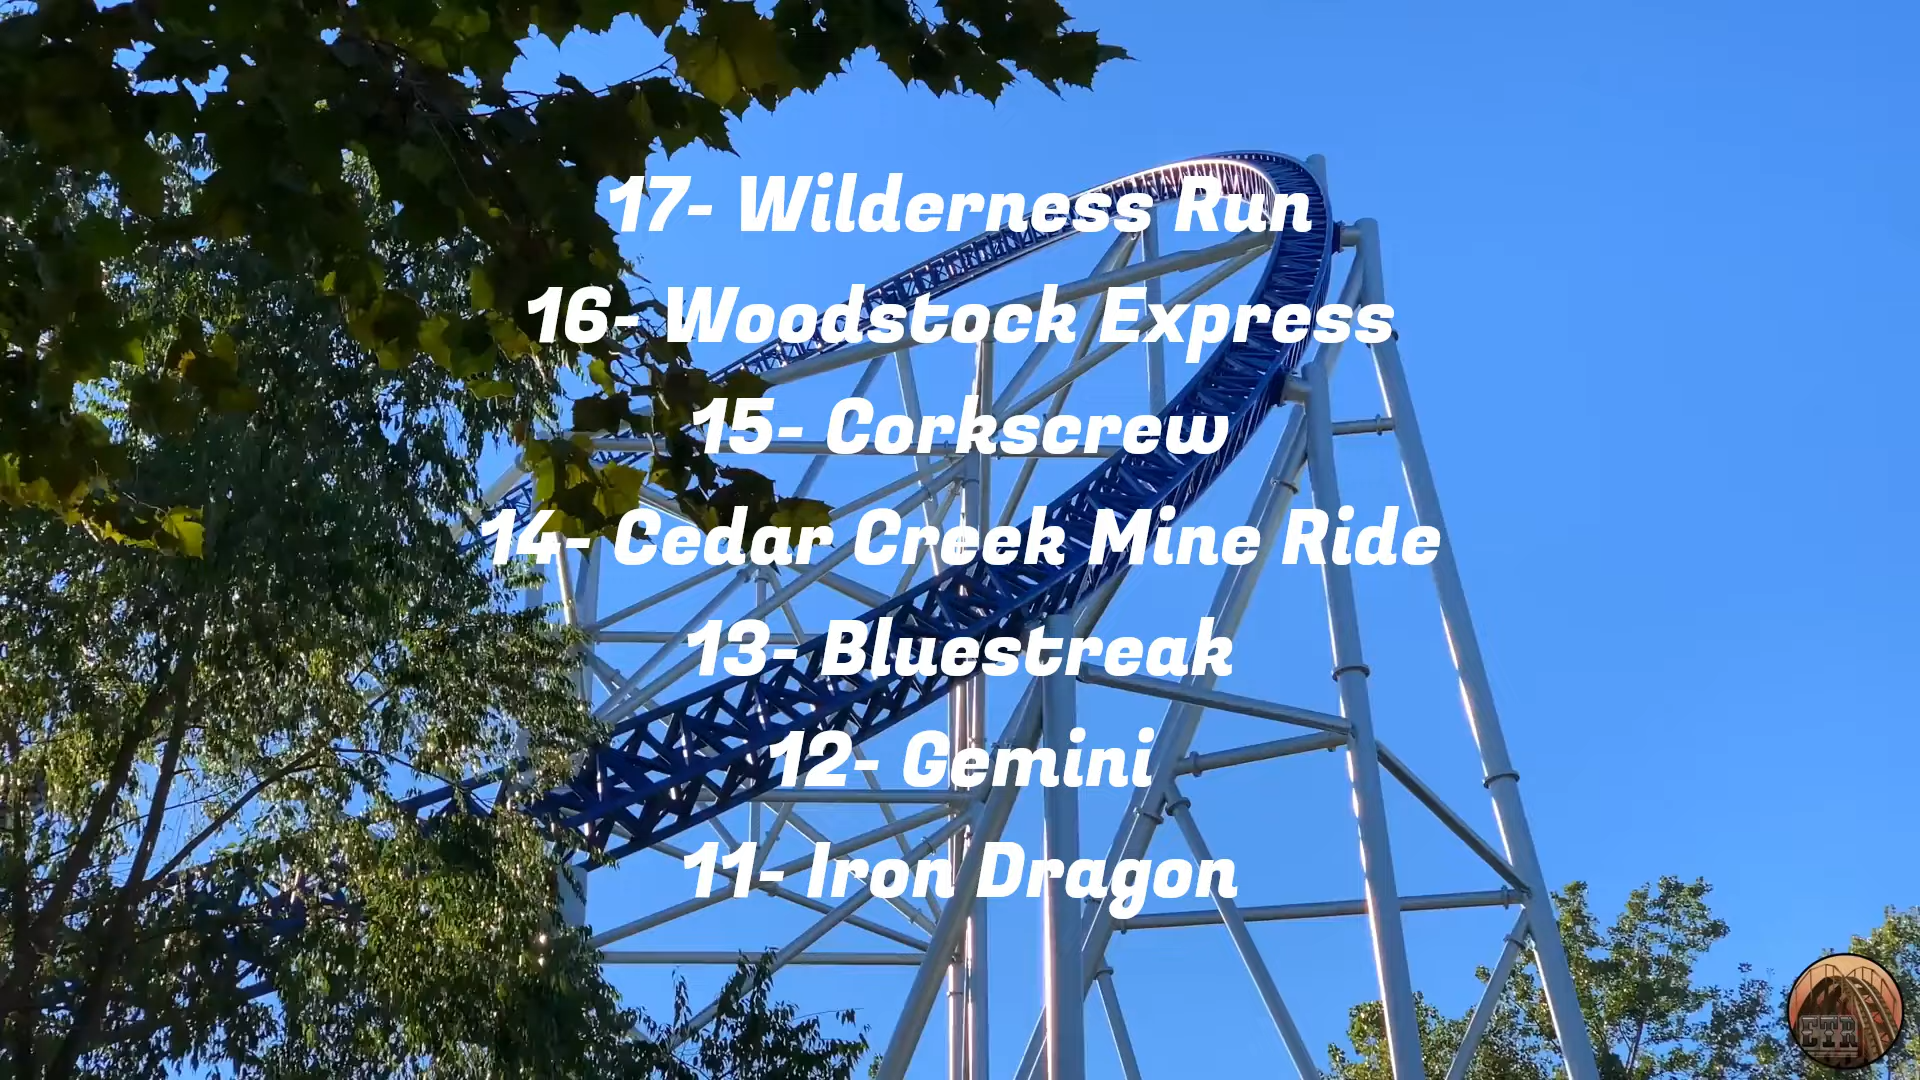 17- Wilderness Run
16- Woodstock Express
15- Corkscrew
14- Cedar Creek Mine Ride
13- Bluestreak
12- Gemini
11- Iron Dragon
ETR